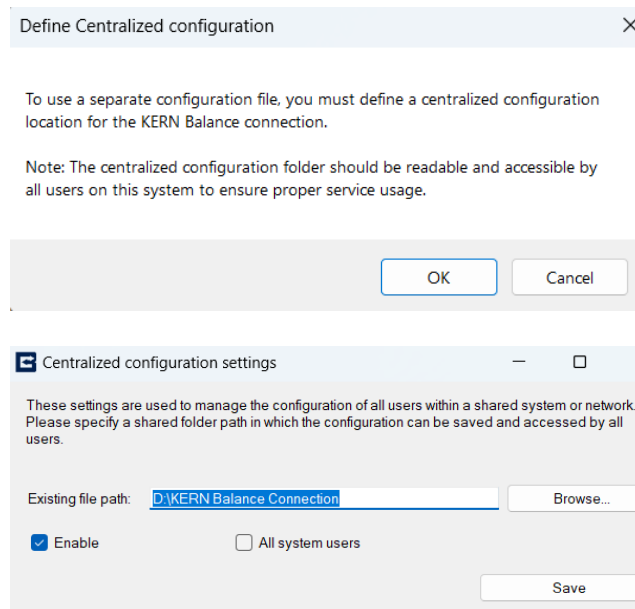 Define Centralized configuration
To use a separate configuration file, you must define a centralized configuration
location for the KERN Balance connection.
Note: The centralized configuration folder should be readable and accessible by
all users on this system to ensure proper service usage.
OK Cancel
Centralized configuration settings
These settings are used to manage the configuration of all users within a shared system or network.
Please specify a shared folder path in which the configuration can be saved and accessed by all
users.
Existing file path: D:\KERN Balance Connection Browse...
Enable All system users
Save